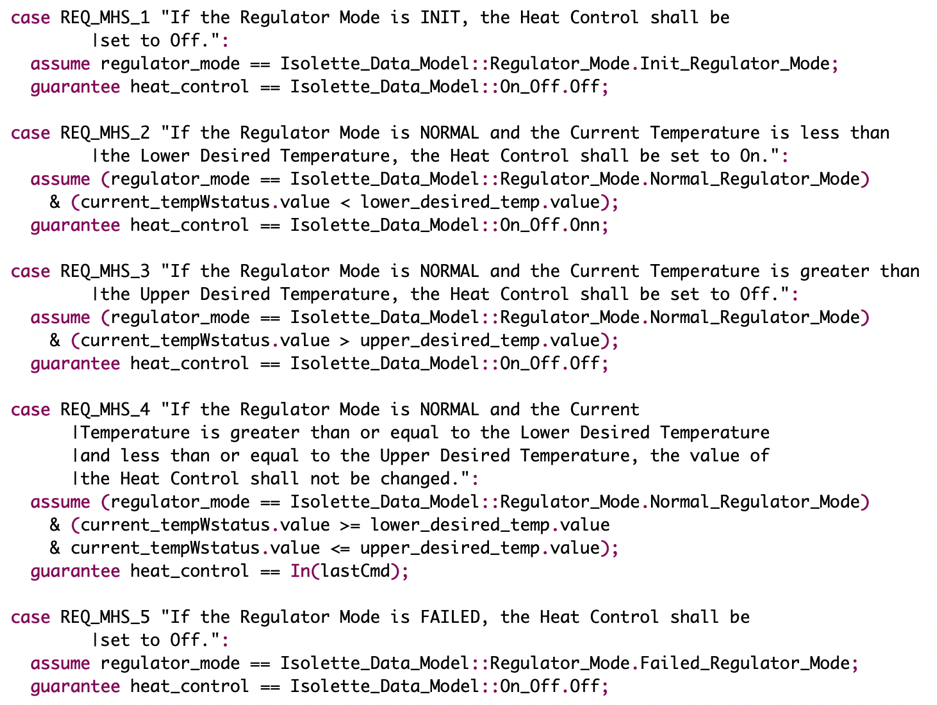 case REQ_MHS_1 "If the Regulator Mode is INIT, the Heat Control shall be
|set to Off.":
assume regulator_mode == Isolette_Data_Model::Regulator_Mode.Init_Regulator_Mode;
guarantee heat_control == Isolette_Data_Model::On_Off.Off;
case REQ_MHS_2 "If the Regulator Mode is NORMAL and the Current Temperature is less than
|the Lower Desired Temperature, the Heat Control shall be set to On.":
assume (regulator_mode == Isolette_Data_Model::Regulator_Mode.Normal_Regulator_Mode)
& (current_tempWstatus.value < lower_desired_temp.value);
guarantee heat_control == Isolette_Data_Model::On_Off.Onn;
case REQ_MHS_3 "If the Regulator Mode is NORMAL and the Current Temperature is greater than
|the Upper Desired Temperature, the Heat Control shall be set to Off.":
assume (regulator_mode == Isolette_Data_Model::Regulator_Mode.Normal_Regulator_Mode)
& (current_tempWstatus.value > upper_desired_temp.value);
guarantee heat_control == Isolette_Data_Model::On_Off.Off;
case REQ_MHS_4 "If the Regulator Mode is NORMAL and the Current
|Temperature is greater than or equal to the Lower Desired Temperature
|and less than or equal to the Upper Desired Temperature, the value of
|the Heat Control shall not be changed.":
assume (regulator_mode == Isolette_Data_Model::Regulator_Mode.Normal_Regulator_Mode)
& (current_tempWstatus.value >= lower_desired_temp.value
& current_tempWstatus.value <= upper_desired_temp.value);
guarantee heat_control == In(lastCmd);
case REQ_MHS_5 "If the Regulator Mode is FAILED, the Heat Control shall be
|set to Off.":
assume regulator_mode == Isolette_Data_Model::Regulator_Mode.Failed_Regulator_Mode;
guarantee heat_control == Isolette_Data_Model::On_Off.Off;